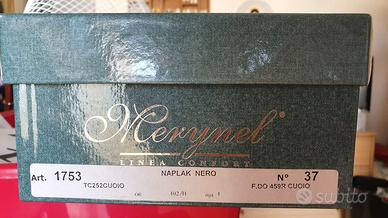 Merynel®
LINEA CONFORT
Art. 1753 NAPLAK NERO N° 37
TC252CUOIO F.DO 459R CUOIO
subito